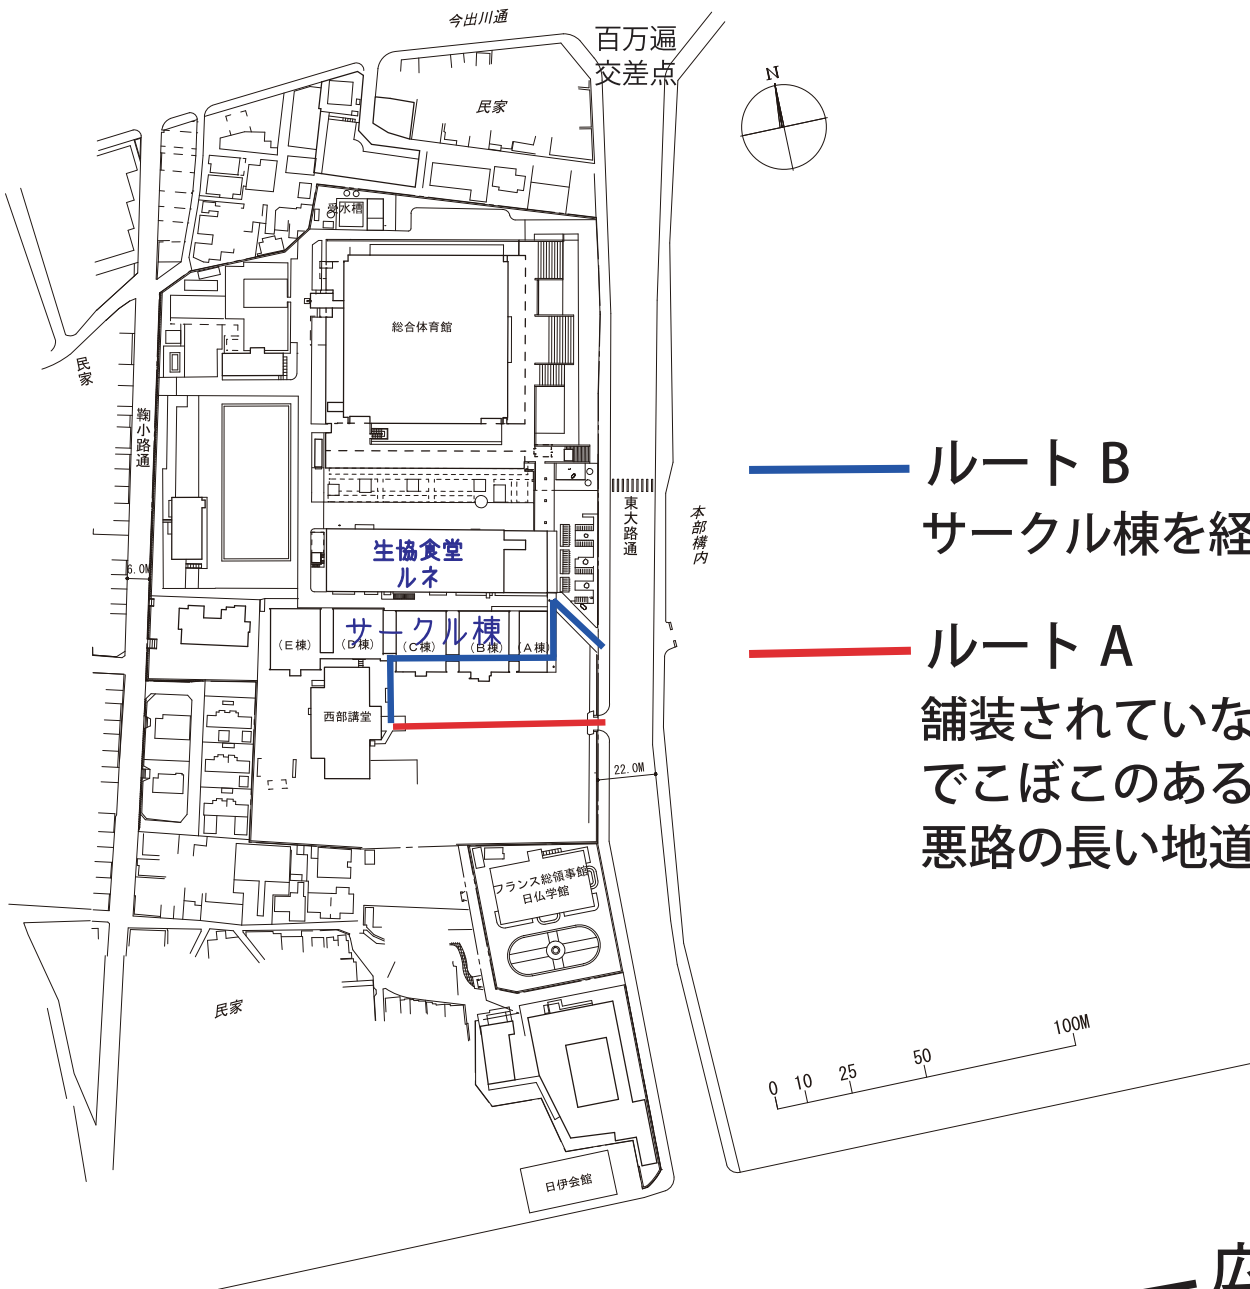 今出川通
百万遍
交差点
N
民家
受水槽
総合体育館
民家
鞠小路通
東大路通
本部構内
ルート B
サークル棟を経
生協食堂
ルネ
6.0M
サークル棟
(E棟)
(D棟)
(C棟)
(B棟)
(A棟)
西部講堂
ルート A
舗装されていな
でこぼこのある
悪路の長い地道
22.0M
フランス総領事館
日仏学館
民家
0 10 25 50 100M
日伊会館
広